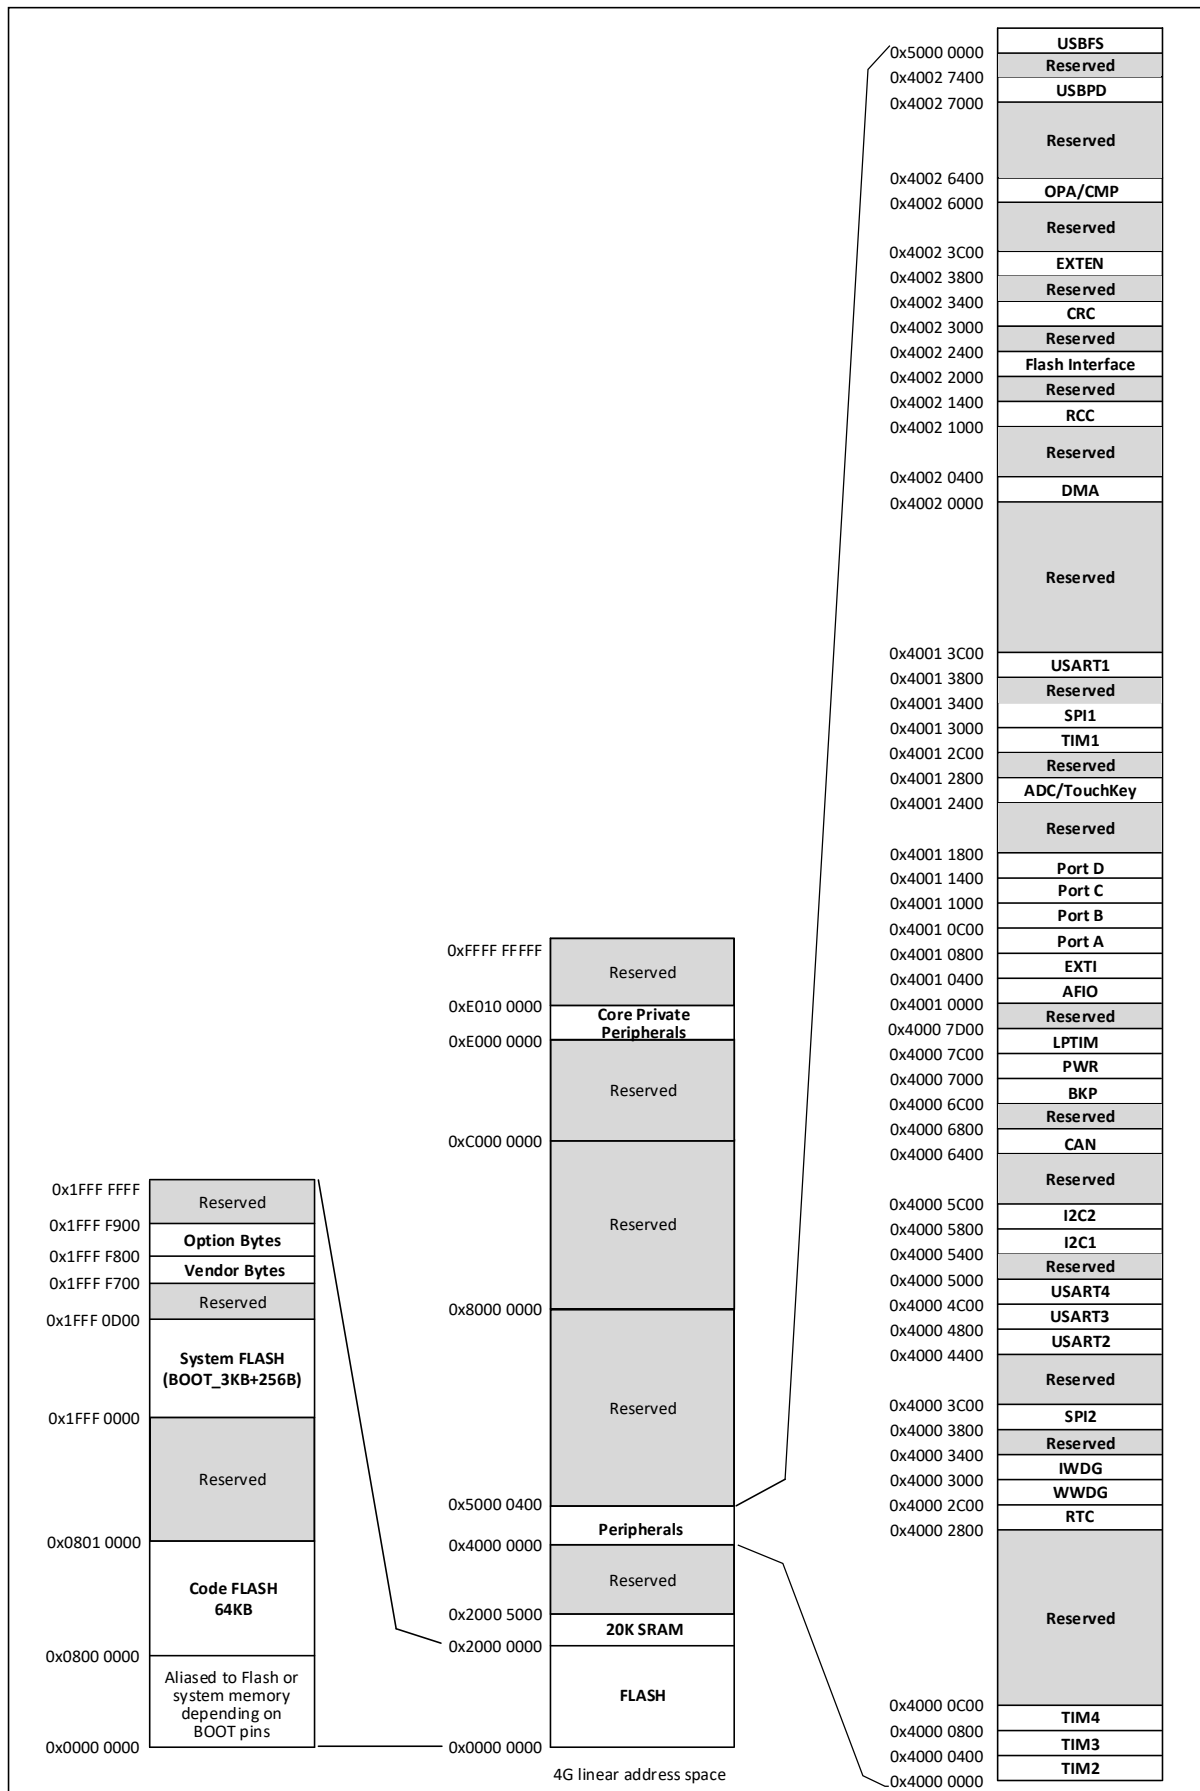 USBFS
0x5000 0000
Reserved
0x4002 7400
USBPD
0x4002 7000
Reserved
0x4002 6400
OPA/CMP
0x4002 6000
Reserved
0x4002 3C00
EXTEN
0x4002 3800
Reserved
0x4002 3400
CRC
0x4002 3000
Reserved
0x4002 2400
Flash Interface
0x4002 2000
Reserved
0x4002 1400
RCC
0x4002 1000
Reserved
0x4002 0400
DMA
0x4002 0000
Reserved
0x4001 3C00
USART1
0x4001 3800
Reserved
0x4001 3400
SPI1
0x4001 3000
TIM1
0x4001 2C00
Reserved
0x4001 2800
ADC/TouchKey
0x4001 2400
Reserved
0x4001 1800
Port D
0x4001 1400
Port C
0x4001 1000
Port B
0x4001 0C00
Port A
0x4001 0800
EXTI
0x4001 0400
AFIO
0x4001 0000
Reserved
0x4000 7D00
LPTIM
0x4000 7C00
PWR
0x4000 7000
BKP
0x4000 6C00
Reserved
0x4000 6800
CAN
0x4000 6400
Reserved
0x4000 5C00
I2C2
0x4000 5800
I2C1
0x4000 5400
Reserved
0x4000 5000
USART4
0x4000 4C00
USART3
0x4000 4800
USART2
0x4000 4400
Reserved
0x4000 3C00
SPI2
0x4000 3800
Reserved
0x4000 3400
IWDG
0x4000 3000
WWDG
0x4000 2C00
RTC
0x4000 2800
Reserved
0x4000 0C00
TIM4
0x4000 0800
TIM3
0x4000 0400
TIM2
0x4000 0000
0xFFFF FFFFF
Reserved
0xE010 0000
Core Private
Peripherals
0xE000 0000
Reserved
0xC000 0000
Reserved
0x8000 0000
Reserved
0x5000 0400
Peripherals
0x4000 0000
Reserved
0x2000 5000
20K SRAM
0x2000 0000
FLASH
0x0000 0000
4G linear address space
0x1FFF FFFF
Reserved
0x1FFF F900
Option Bytes
0x1FFF F800
Vendor Bytes
0x1FFF F700
Reserved
0x1FFF 0D00
System FLASH
(BOOT_3KB+256B)
0x1FFF 0000
Reserved
0x0801 0000
Code FLASH
64KB
0x0800 0000
Aliased to Flash or
system memory
depending on
BOOT pins
0x0000 0000